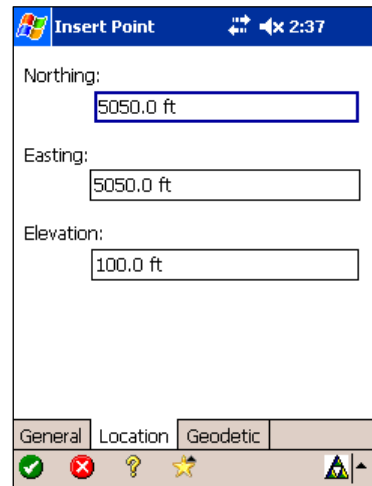 Insert Point 2:37
Northing:
5050.0 ft
Easting:
5050.0 ft
Elevation:
100.0 ft
General Location Geodetic